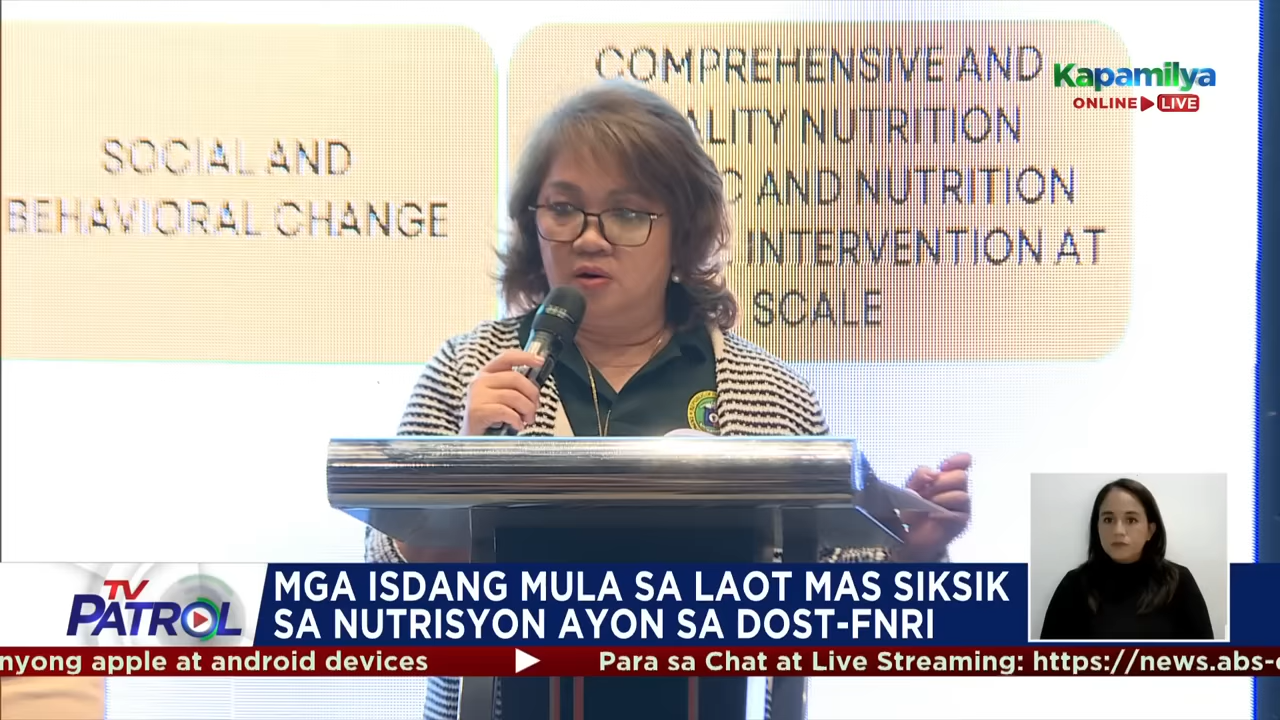 SOCIAL AND
BEHAVIORAL CHANGE
COMPREHENSIVE AND
NUTRITION
AND NUTRITION
INTERVENTION AT
SCALE
Kapamilya
ONLINE LIVE
TV
PATROL
MGA ISDANG MULA SA LAOT MAS SIKSIK
SA NUTRISYON AYON SA DOST-FNRI
nyong apple at android devices
Para sa Chat at Live Streaming: https://news.abs-